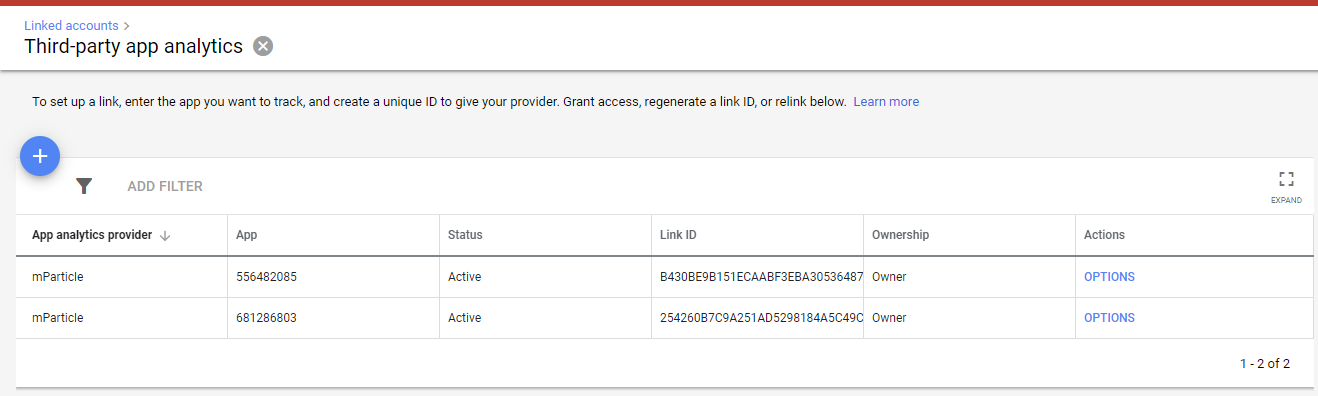 Linked accounts >
Third-party app analytics
To set up a link, enter the app you want to track, and create a unique ID to give your provider. Grant access, regenerate a link ID, or relink below. Learn more
ADD FILTER
EXPAND
App analytics provider App Status Link ID Ownership Actions
mParticle 556482085 Active B430BE9B151ECAABF3EBA30536487 Owner OPTIONS
mParticle 681286803 Active 254260B7C9A251AD5298184A5C49C Owner OPTIONS
1 - 2 of 2